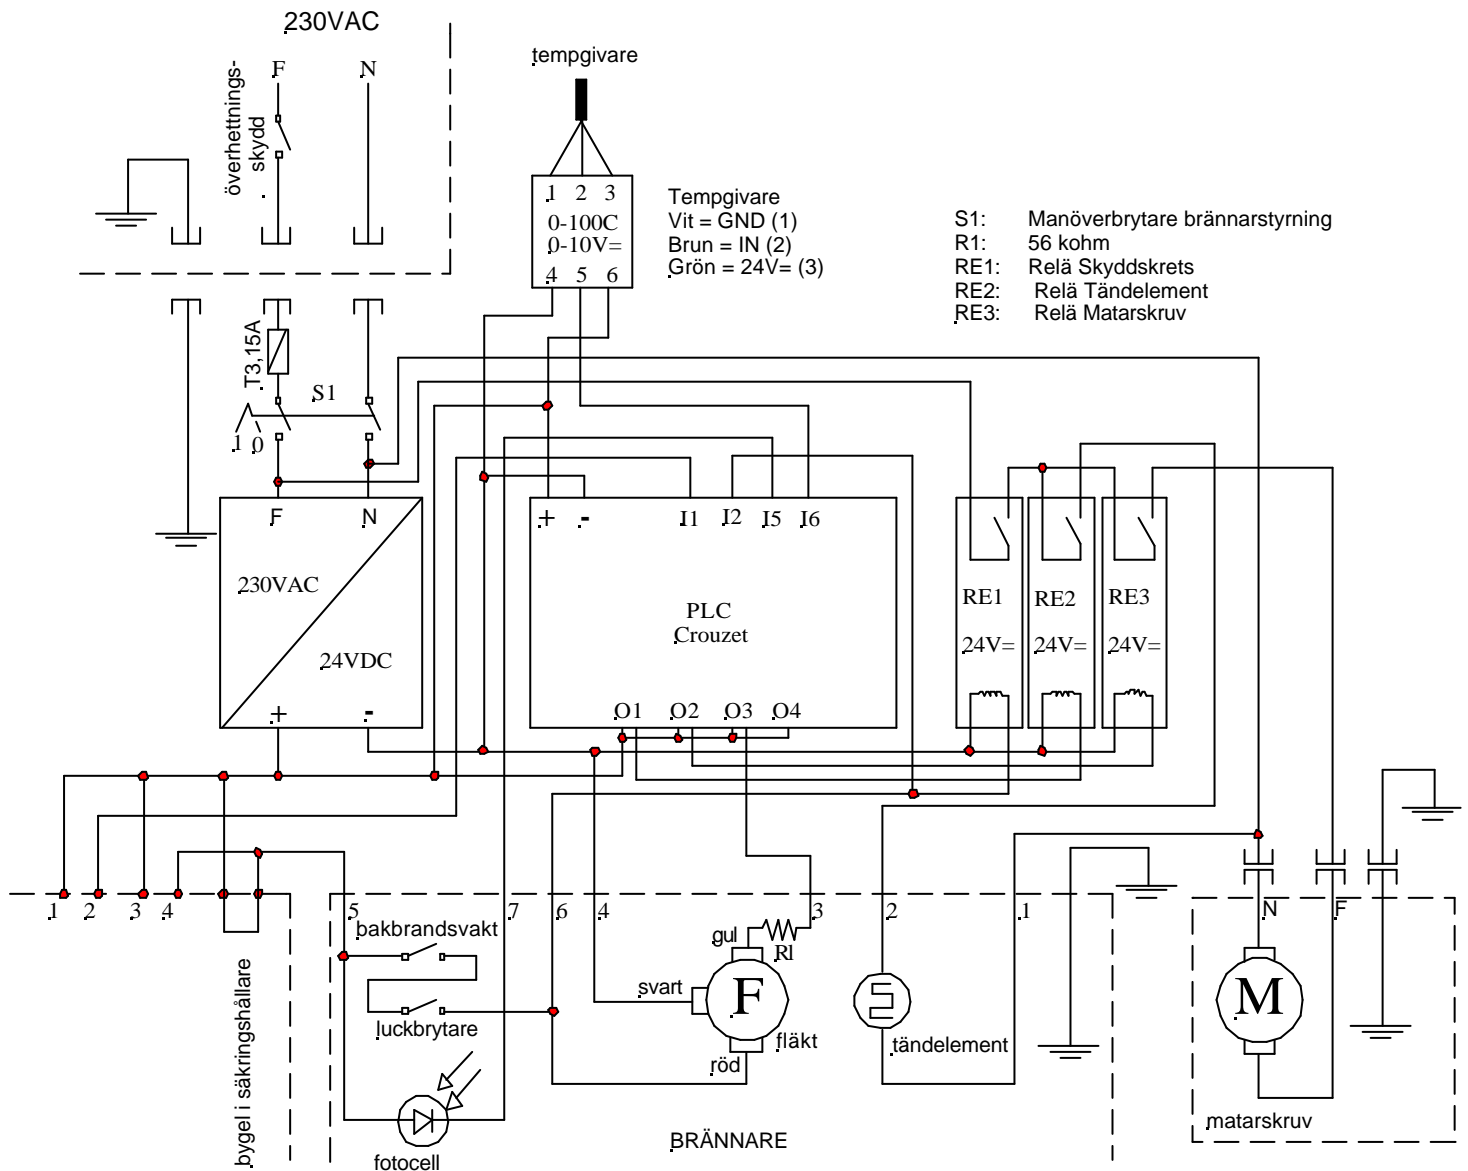 230VAC
överhettnings-
skydd
F
N
tempgivare
1 2 3
0-100C
0-10V=
4 5 6
Tempgivare
Vit = GND (1)
Brun = IN (2)
Grön = 24V= (3)
S1: Manöverbrytare brännarstyrning
R1: 56 kohm
RE1: Relä Skyddskrets
RE2: Relä Tändelement
RE3: Relä Matarskruv
T3,15A
S1
1 0
F N
230VAC
24VDC
+ -
+ - I1 I2 I5 I6
PLC
Crouzet
O1 O2 O3 O4
RE1
24V=
RE2
24V=
RE3
24V=
1 2 3 4
bygel i säkringshållare
5 7 6 4 3 2 1
bakbrandsvakt
luckbrytare
fotocell
gul
R1
svart
F
fläkt
röd
tändelement
BRÄNNARE
N F
M
matarskruv